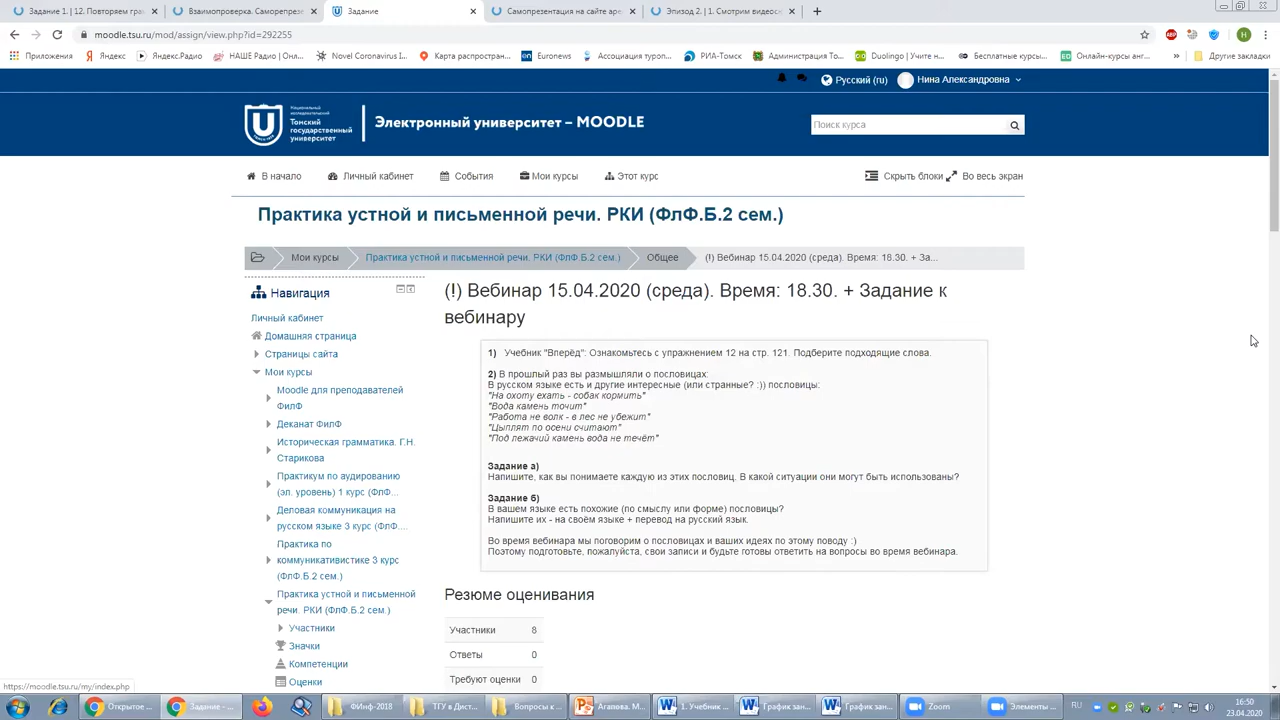 Задание 1. | 12. Повторяем гра
Взаимопроверка. Самопрезе
Задание
Самопрезентация на сайте аре
Эпизод 2. | 1. Смотрим видеоск
moodle.tsu.ru/mod/assign/view.php?id=292255
Приложения
Яндекс
Яндекс.Радио
НАШЕ Радио | Онл...
Novel Coronavirus I...
Карта распростран...
Euronews
Ассоциация туроп...
РИА-Томск
Администрация То...
Duolingo | Учите н...
Бесплатные курсы...
Онлайн-курсы анг...
Другие закладки
Русский (ru)
Нина Александровна
Национальный исследовательский
Томский
государственный
университет
Электронный университет – MOODLE
Поиск курса
В начало
Личный кабинет
События
Мои курсы
Этот курс
Скрыть блоки
Во весь экран
Практика устной и письменной речи. РКИ (ФлФ.Б.2 сем.)
Мои курсы
Практика устной и письменной речи. РКИ (ФлФ.Б.2 сем.)
Общее
(!) Вебинар 15.04.2020 (среда). Время: 18.30. + За...
Навигация
Личный кабинет
Домашняя страница
Страницы сайта
Мои курсы
Moodle для преподавателей
ФилФ
Деканат ФилФ
Историческая грамматика. Г.Н.
Старикова
Практикум по аудированию
(эл. уровень) 1 курс (ФлФ...
Деловая коммуникация на
русском языке 3 курс (ФлФ....
Практика по
коммуникативистике 3 курс
(ФлФ.Б.2 сем.)
Практика устной и письменной
речи. РКИ (ФлФ.Б.2 сем.)
Участники
Значки
Компетенции
Оценки
(!) Вебинар 15.04.2020 (среда). Время: 18.30. + Задание к
вебинару
1) Учебник "Вперёд": Ознакомьтесь с упражнением 12 на стр. 121. Подберите подходящие слова.
2) В прошлый раз вы размышляли о пословицах:
В русском языке есть и другие интересные (или странные? :)) пословицы:
"На охоту ехать - собак кормить"
"Вода камень точит"
"Работа не волк - в лес не убежит"
"Цыплят по осени считают"
"Под лежачий камень вода не течёт"
Задание а)
Напишите, как вы понимаете каждую из этих пословиц. В какой ситуации они могут быть использованы?
Задание б)
В вашем языке есть похожие (по смыслу или форме) пословицы?
Напишите их - на своём языке + перевод на русский язык.
Во время вебинара мы поговорим о пословицах и ваших идеях по этому поводу :)
Поэтому подготовьте, пожалуйста, свои записи и будьте готовы ответить на вопросы во время вебинара.
Резюме оценивания
Участники 8
Ответы 0
Требуют оценки 0
https://moodle.tsu.ru/my/index.php
Открытое ...
Задание - ...
ФИнф-2018
ТГУ в Дист...
Вопросы к ...
Агапова. М...
1. Учебник ...
График зан...
График зан...
Zoom
Элементы ...
RU
16:50
23.04.2020